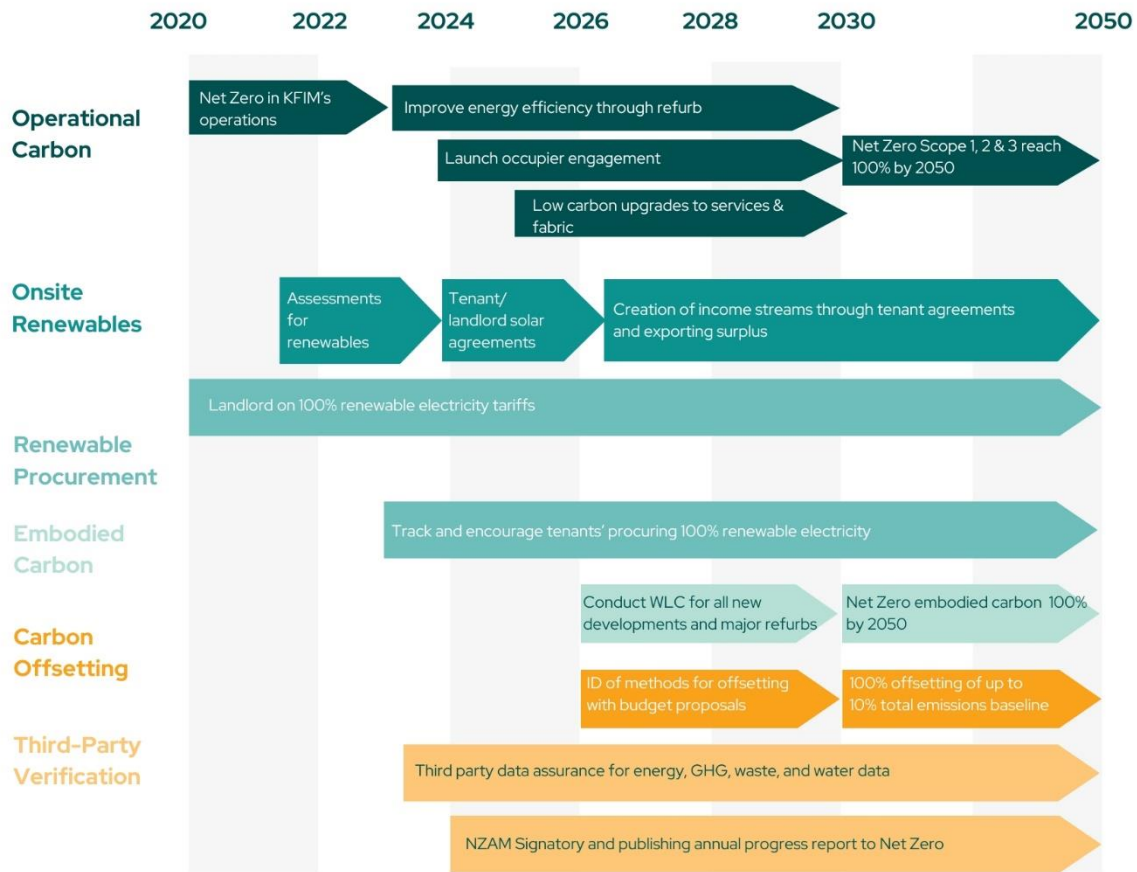 2020 2022 2024 2026 2028 2030 2050
Operational
Carbon
Net Zero in KFIM's
operations
Improve energy efficiency through refurb
Launch occupier engagement
Net Zero Scope 1, 2 & 3 reach
100% by 2050
Low carbon upgrades to services &
fabric
Onsite
Renewables
Assessments
for
renewables
Tenant/
landlord solar
agreements
Creation of income streams through tenant agreements
and exporting surplus
Landlord on 100% renewable electricity tariffs
Renewable
Procurement
Track and encourage tenants' procuring 100% renewable electricity
Embodied
Carbon
Conduct WLC for all new
developments and major refurbs
Net Zero embodied carbon 100%
by 2050
Carbon
Offsetting
ID of methods for offsetting
with budget proposals
100% offsetting of up to
10% total emissions baseline
Third-Party
Verification
Third party data assurance for energy, GHG, waste, and water data
NZAM Signatory and publishing annual progress report to Net Zero